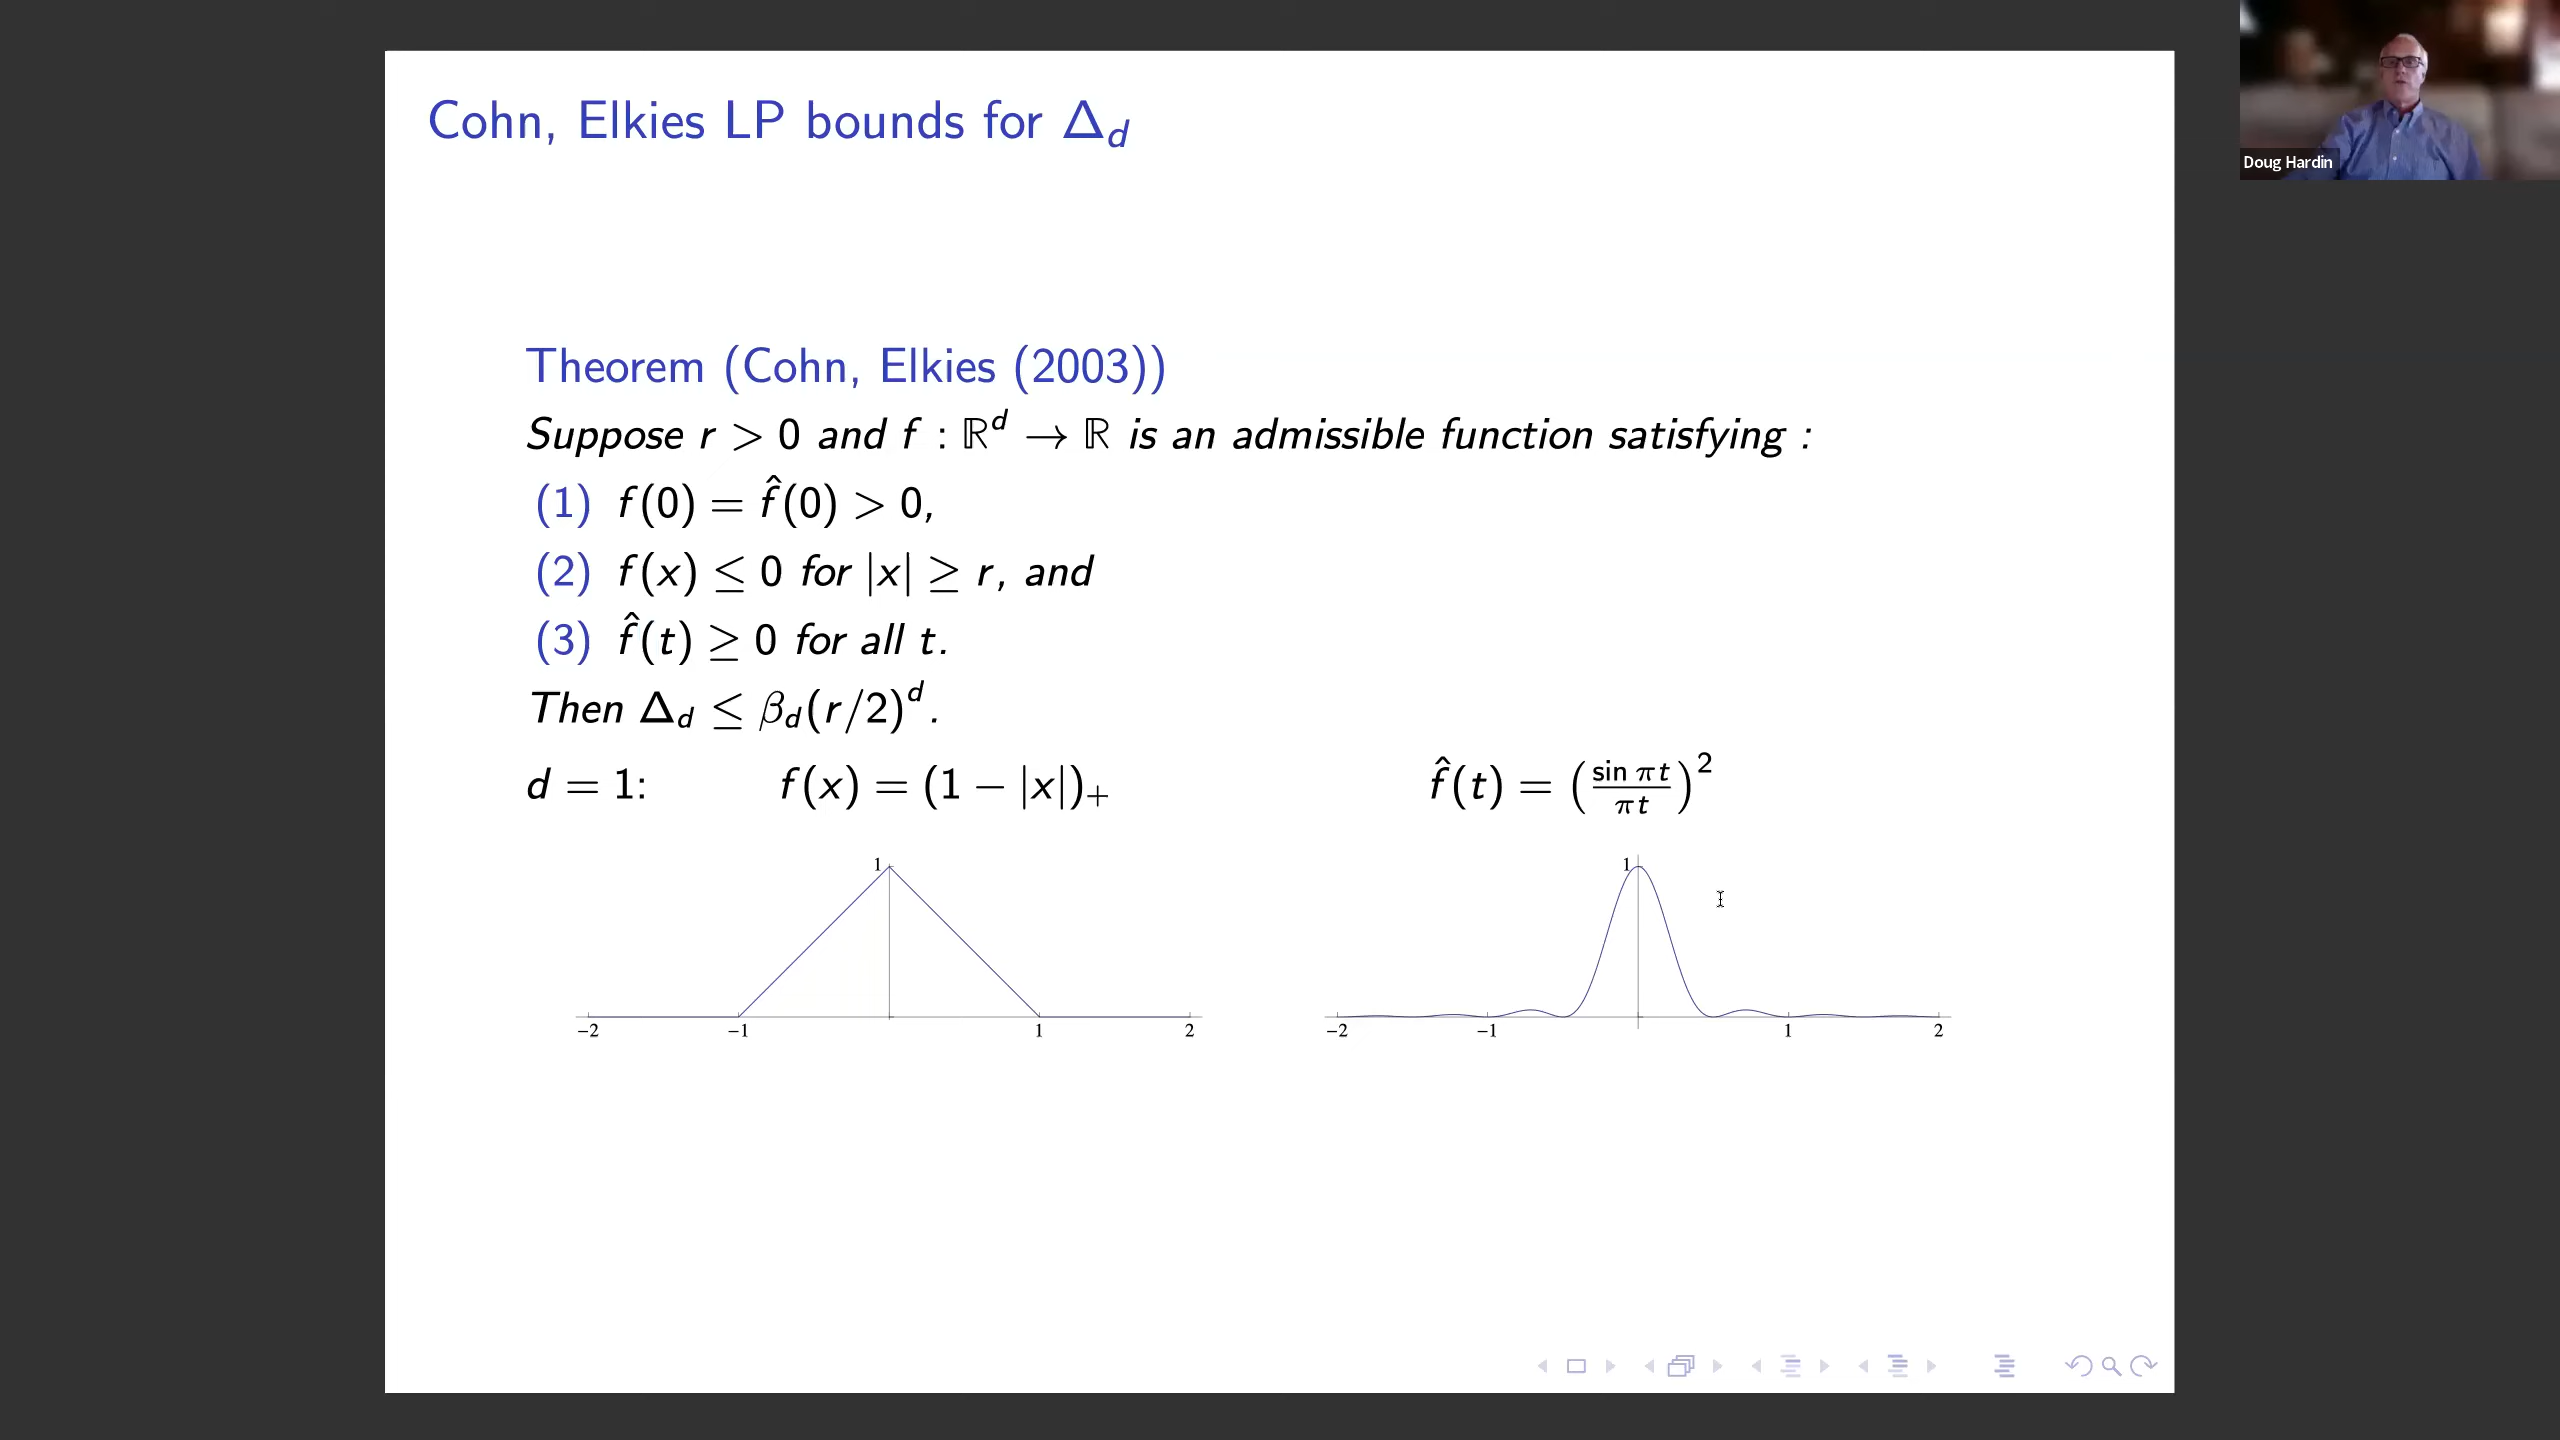 Cohn, Elkies LP bounds for Δ_d
Doug Hardin
Theorem (Cohn, Elkies (2003))
Suppose r > 0 and f : ℝ^d → ℝ is an admissible function satisfying :
(1) f(0) = f̂(0) > 0,
(2) f(x) ≤ 0 for |x| ≥ r, and
(3) f̂(t) ≥ 0 for all t.
Then Δ_d ≤ β_d(r/2)^d.
d = 1: f(x) = (1 − |x|)₊ f̂(t) = (sin πt / πt)^2
1
−2 −1 1 2
1
−2 −1 1 2